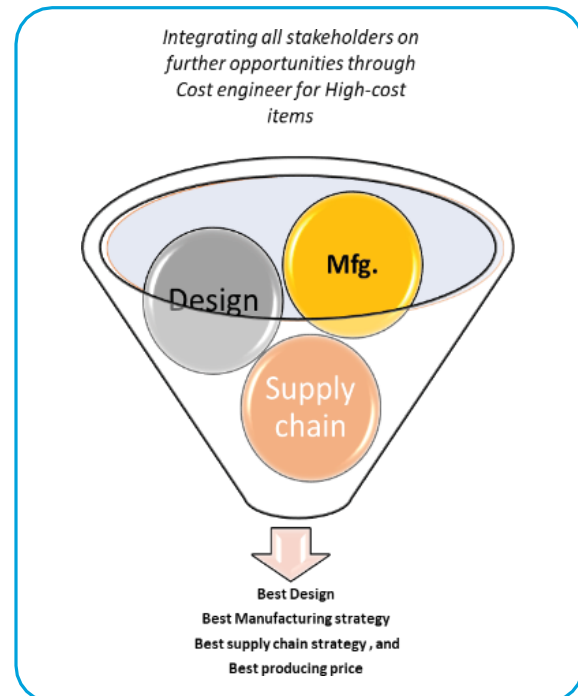 Integrating all stakeholders on
further opportunities through
Cost engineer for High-cost
items
Mfg.
Design
Supply
chain
Best Design
Best Manufacturing strategy
Best supply chain strategy , and
Best producing price